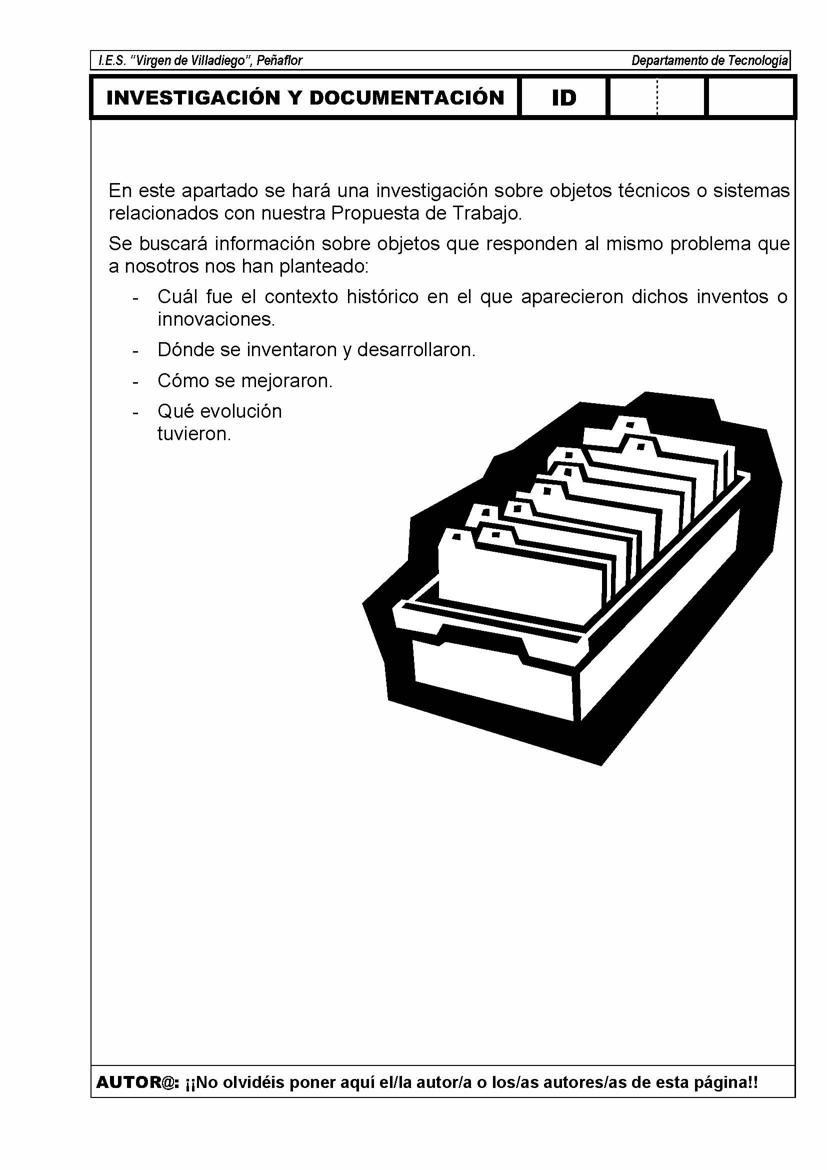 I.E.S. "Virgen de Villadiego", Peñaflor Departamento de Tecnología
INVESTIGACIÓN Y DOCUMENTACIÓN ID
En este apartado se hará una investigación sobre objetos técnicos o sistemas
relacionados con nuestra Propuesta de Trabajo.
Se buscará información sobre objetos que responden al mismo problema que
a nosotros nos han planteado:
- Cuál fue el contexto histórico en el que aparecieron dichos inventos o
innovaciones.
- Dónde se inventaron y desarrollaron.
- Cómo se mejoraron.
- Qué evolución
tuvieron.
AUTOR@: ¡¡No olvidéis poner aquí el/la autor/a o los/as autores/as de esta página!!